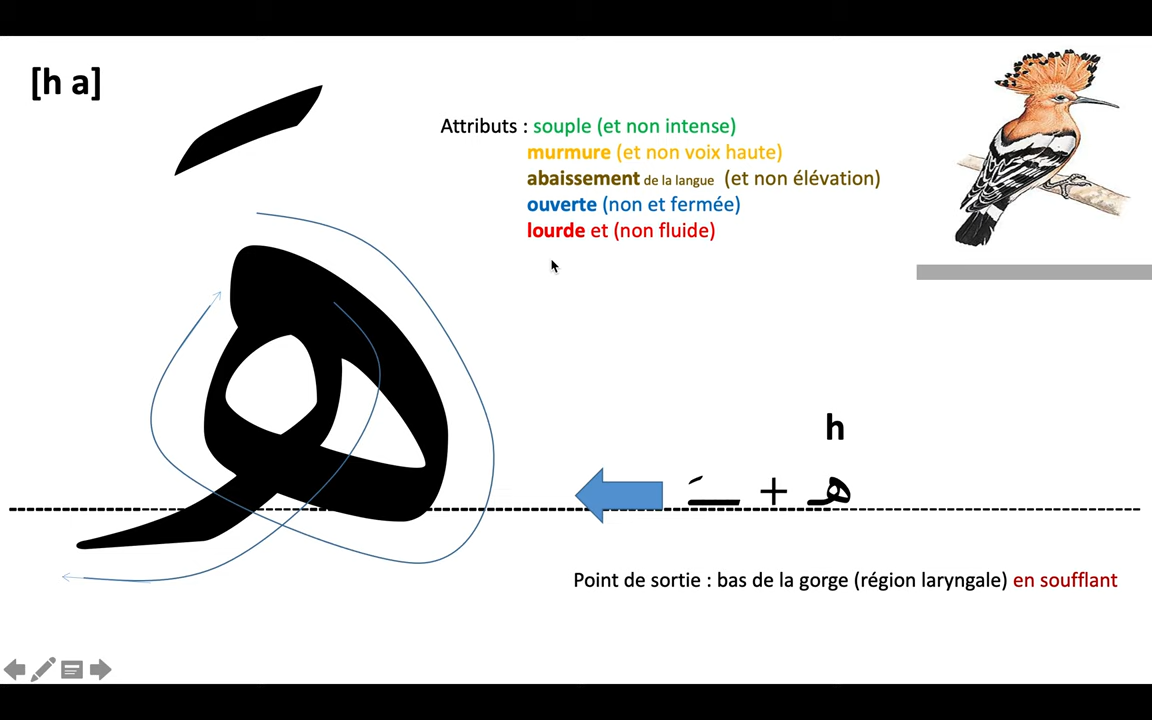 [h a]
هَـ
Attributs : souple (et non intense)
murmure (et non voix haute)
abaissement de la langue (et non élévation)
ouverte (non et fermée)
lourde et (non fluide)
h
ـَـ + هـ
Point de sortie : bas de la gorge (région laryngale) en soufflant